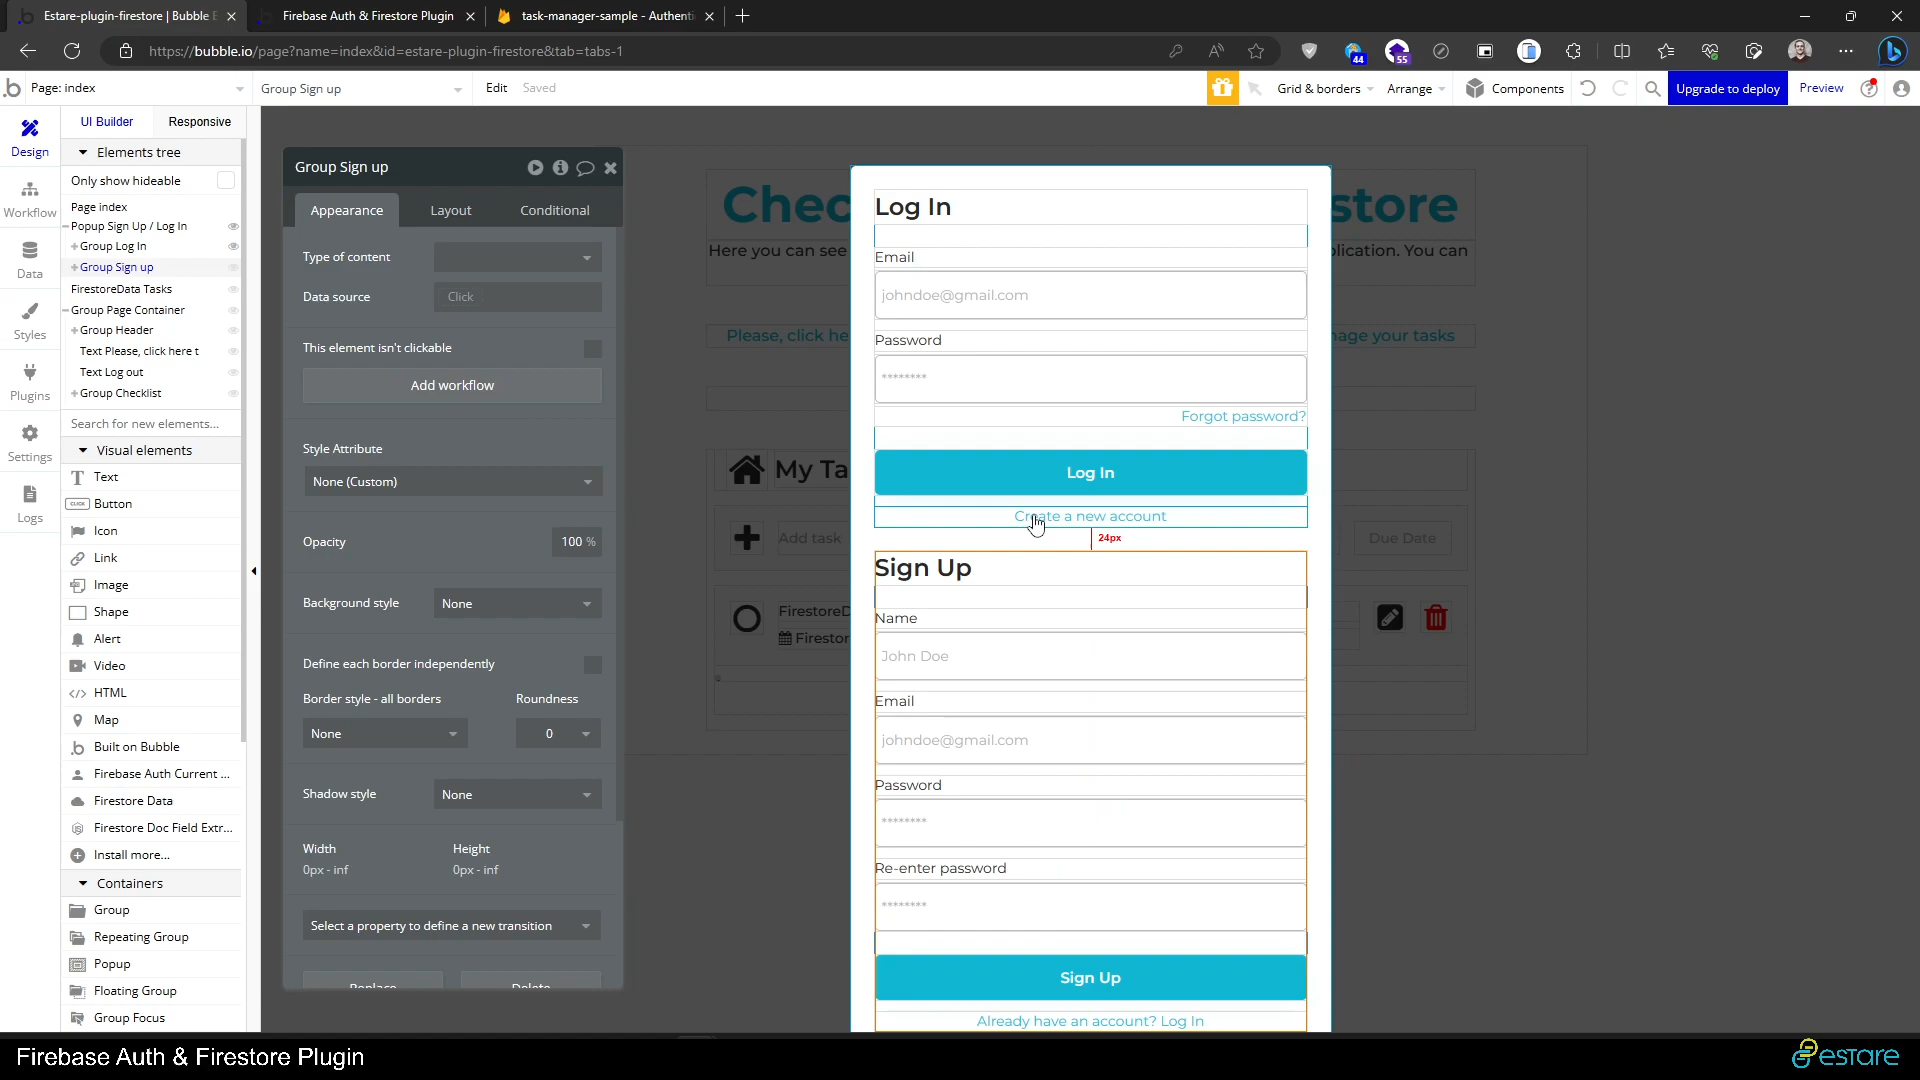 Estare-plugin-firestore | Bubble E
Firebase Auth & Firestore Plugin
task-manager-sample - Authenti
https://bubble.io/page?name=index&id=estare-plugin-firestore&tab=tabs-1
44
55
Page: index
Group Sign up
Edit
Saved
Grid & borders
Arrange
Components
Upgrade to deploy
Preview
Design
Workflow
Data
Styles
Plugins
Settings
Logs
UI Builder
Responsive
Elements tree
Only show hideable
Page index
Popup Sign Up / Log In
Group Log In
Group Sign up
FirestoreData Tasks
Group Page Container
Group Header
Text Please, click here t
Text Log out
Group Checklist
Search for new elements...
Visual elements
Text
Button
Icon
Link
Image
Shape
Alert
Video
HTML
Map
Built on Bubble
Firebase Auth Current ...
Firestore Data
Firestore Doc Field Extr...
Install more...
Containers
Group
Repeating Group
Popup
Floating Group
Group Focus
Group Sign up
Appearance
Layout
Conditional
Type of content
Data source
Click
This element isn't clickable
Add workflow
Style Attribute
None (Custom)
Opacity
100 %
Background style
None
Define each border independently
Border style - all borders
Roundness
None
0
Shadow style
None
Width
Height
0px - inf
0px - inf
Select a property to define a new transition
Replace
Delete
Chec
store
Here you can see
plication. You can
Please, click he
nage your tasks
My Ta
Add task
Due Date
FirestoreD
Firestor
Log In
Email
johndoe@gmail.com
Password
********
Forgot password?
Log In
Create a new account
24px
Sign Up
Name
John Doe
Email
johndoe@gmail.com
Password
********
Re-enter password
********
Sign Up
Already have an account? Log In
Firebase Auth & Firestore Plugin
estare